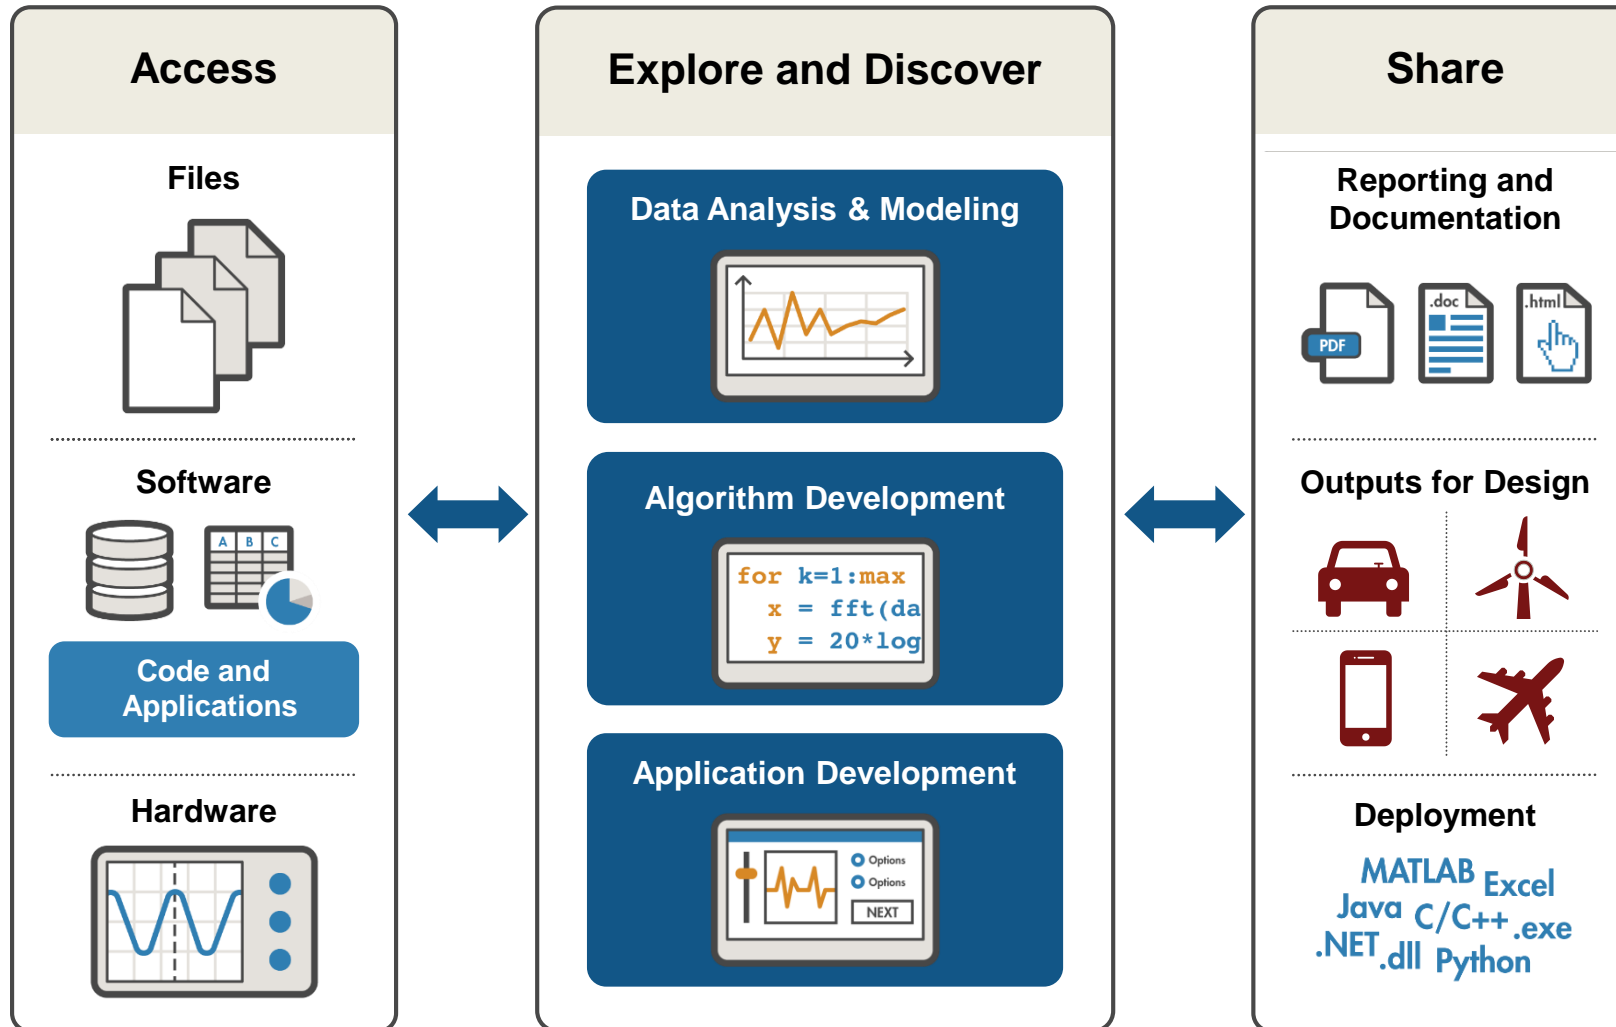 Access
Files
Software
A B C
Code and
Applications
Hardware
Explore and Discover
Data Analysis & Modeling
Algorithm Development
for k=1:max
x = fft(da
y = 20*log
Application Development
Options
Options
NEXT
Share
Reporting and
Documentation
PDF
.doc
.html
Outputs for Design
Deployment
MATLAB Excel
Java C/C++ .exe
.NET .dll Python